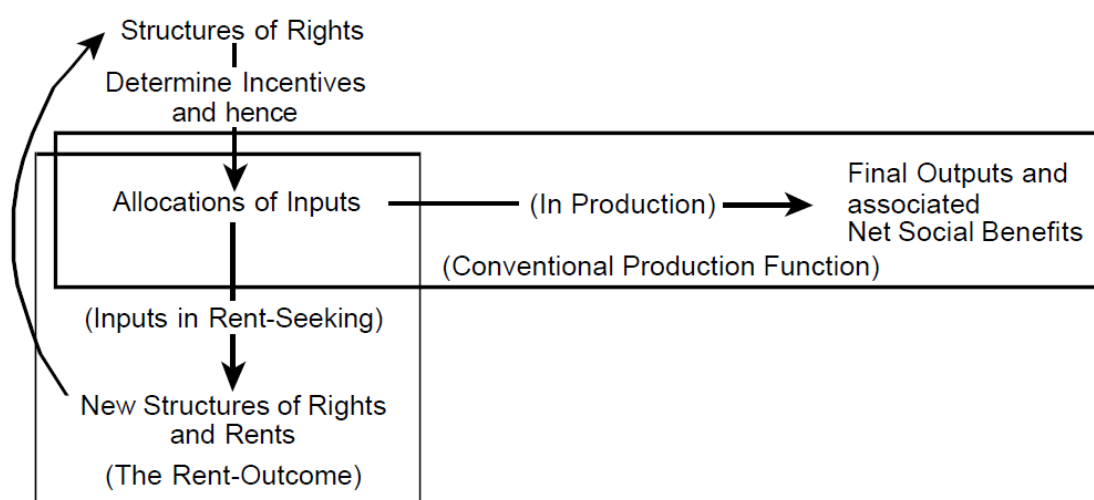 Structures of Rights
Determine Incentives
and hence
Allocations of Inputs
(In Production)
Final Outputs and
associated
Net Social Benefits
(Conventional Production Function)
(Inputs in Rent-Seeking)
New Structures of Rights
and Rents
(The Rent-Outcome)